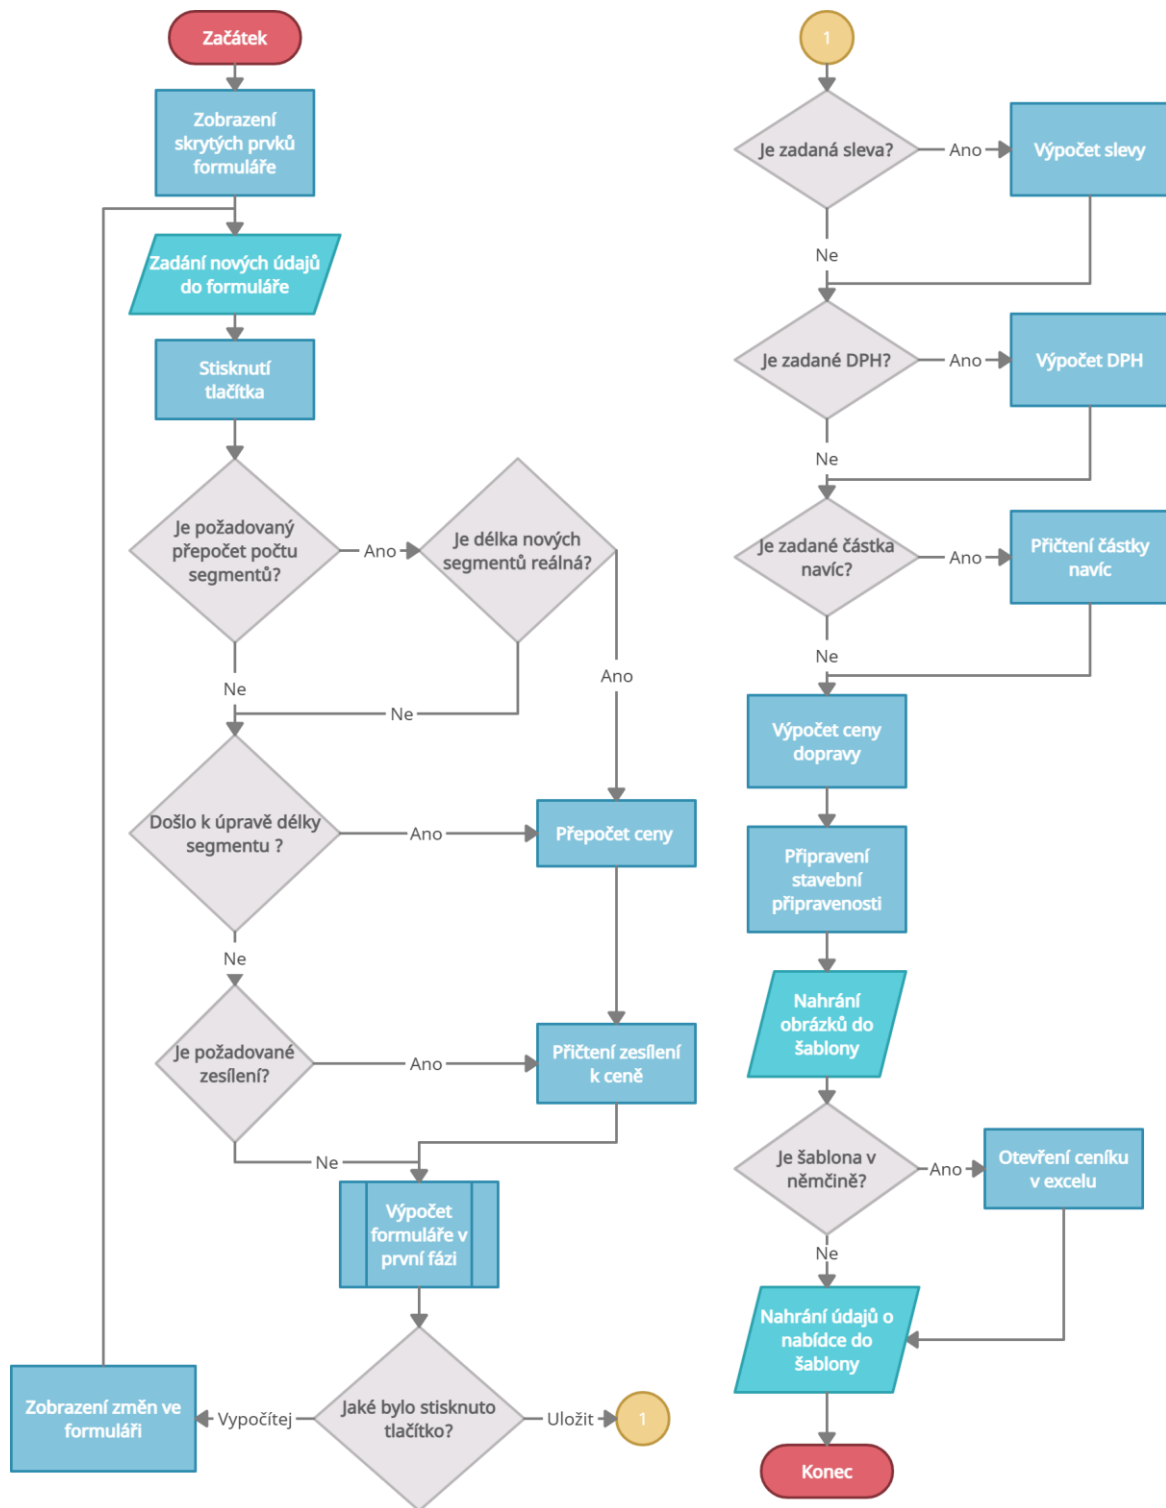 Začátek
Zobrazení
skrytých prvků
formuláře
Zadání nových údajů
do formuláře
Stisknutí
tlačítka
Je požadovaný
přepočet počtu
segmentů?
Ano
Je délka nových
segmentů reálná?
Ano
Ne
Ne
Došlo k úpravě délky
segmentu ?
Ano
Přepočet ceny
Ne
Je požadované
zesílení?
Ano
Přičtení zesílení
k ceně
Ne
Výpočet
formuláře v
první fázi
Jaké bylo stisknuto
tlačítko?
Vypočítej
Zobrazení změn ve
formuláři
Uložit
1
1
Je zadaná sleva?
Ano
Výpočet slevy
Ne
Je zadané DPH?
Ano
Výpočet DPH
Ne
Je zadané částka
navíc?
Ano
Přičtení částky
navíc
Ne
Výpočet ceny
dopravy
Připravení
stavební
připravenosti
Nahrání
obrázků do
šablony
Je šablona v
němčině?
Ano
Otevření ceníku
v excelu
Ne
Nahrání údajů o
nabídce do
šablony
Konec